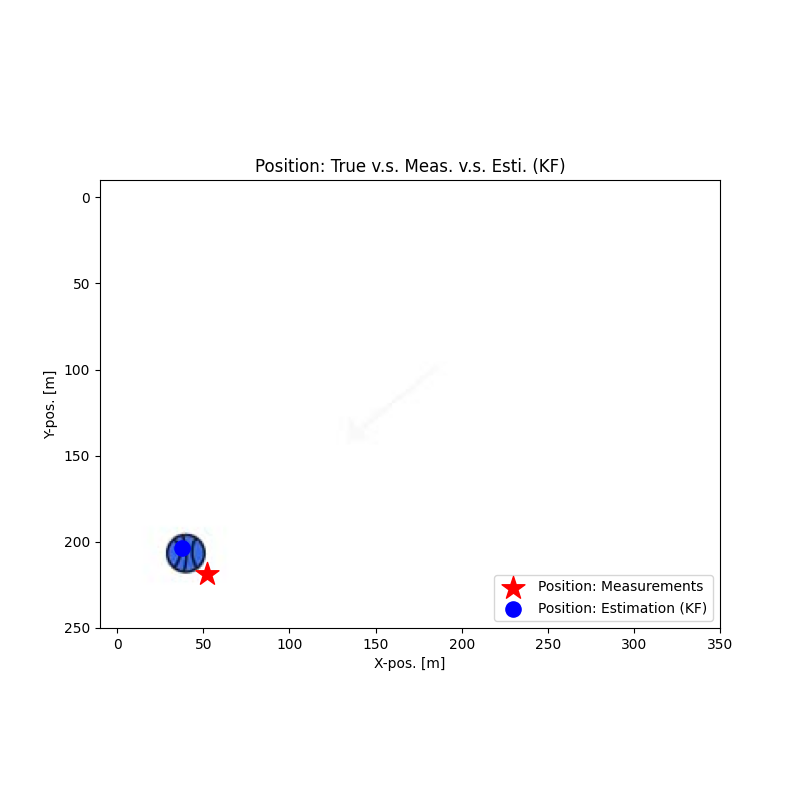 Position: True v.s. Meas. v.s. Esti. (KF)
0
50
100
150
200
250
Y-pos. [m]
0 50 100 150 200 250 300 350
X-pos. [m]
Position: Measurements
Position: Estimation (KF)